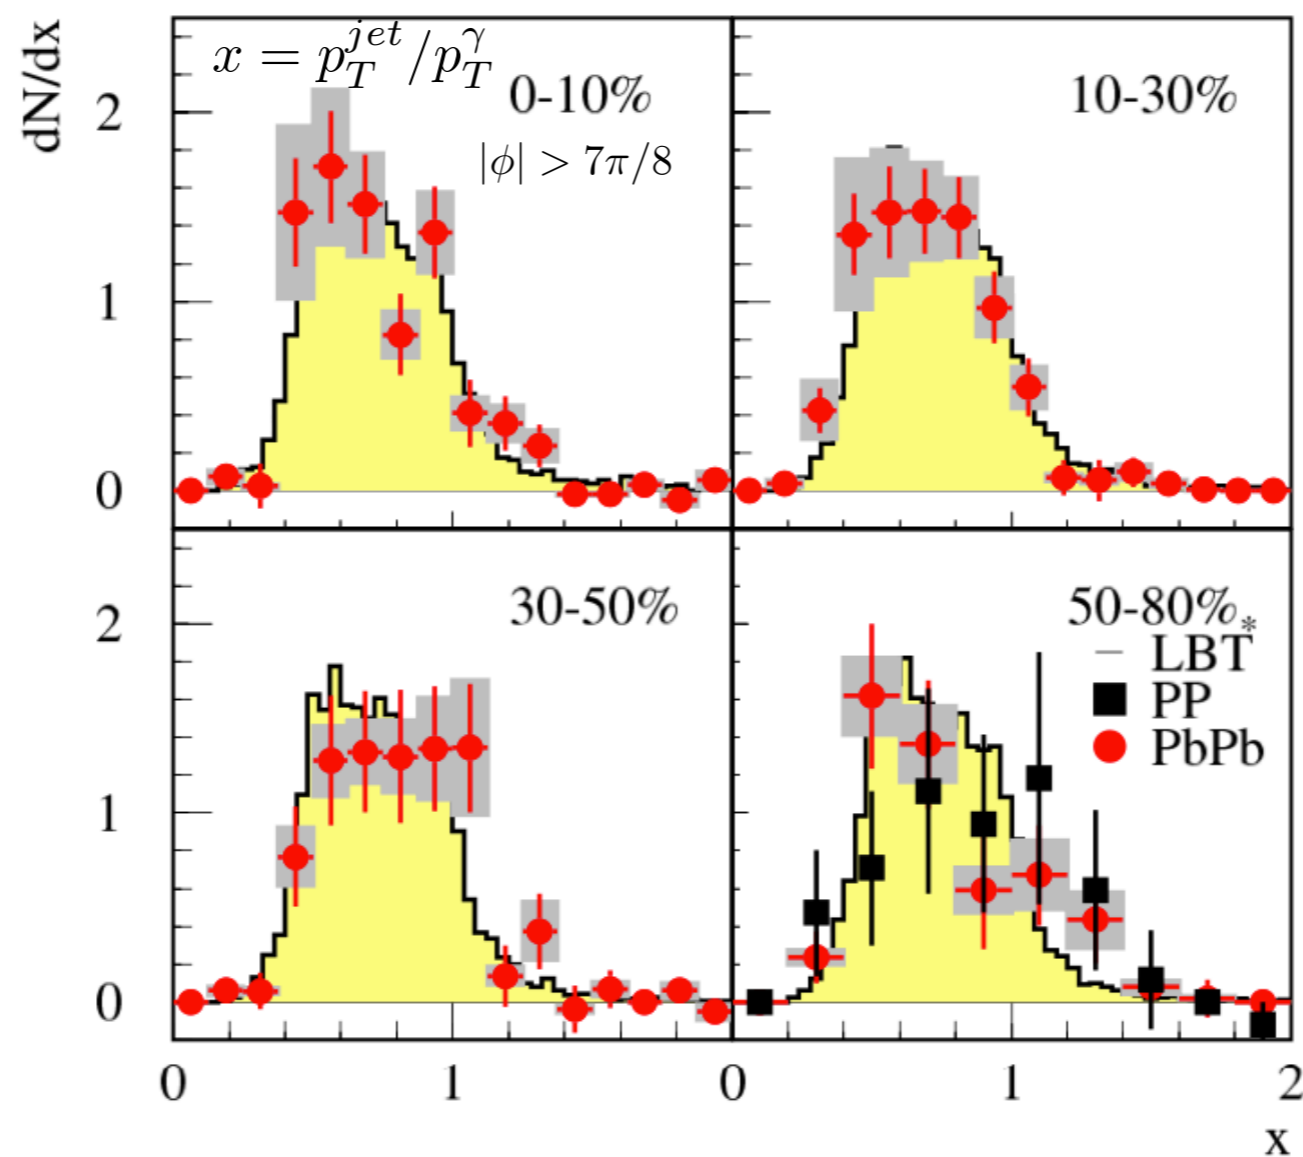 dN/dx
x = p_T^{jet}/p_T^γ
0-10%
10-30%
|ϕ| > 7π/8
2
1
0
30-50%
50-80%
LBT*
PP
PbPb
2
1
0
0
1
0
1
2
x